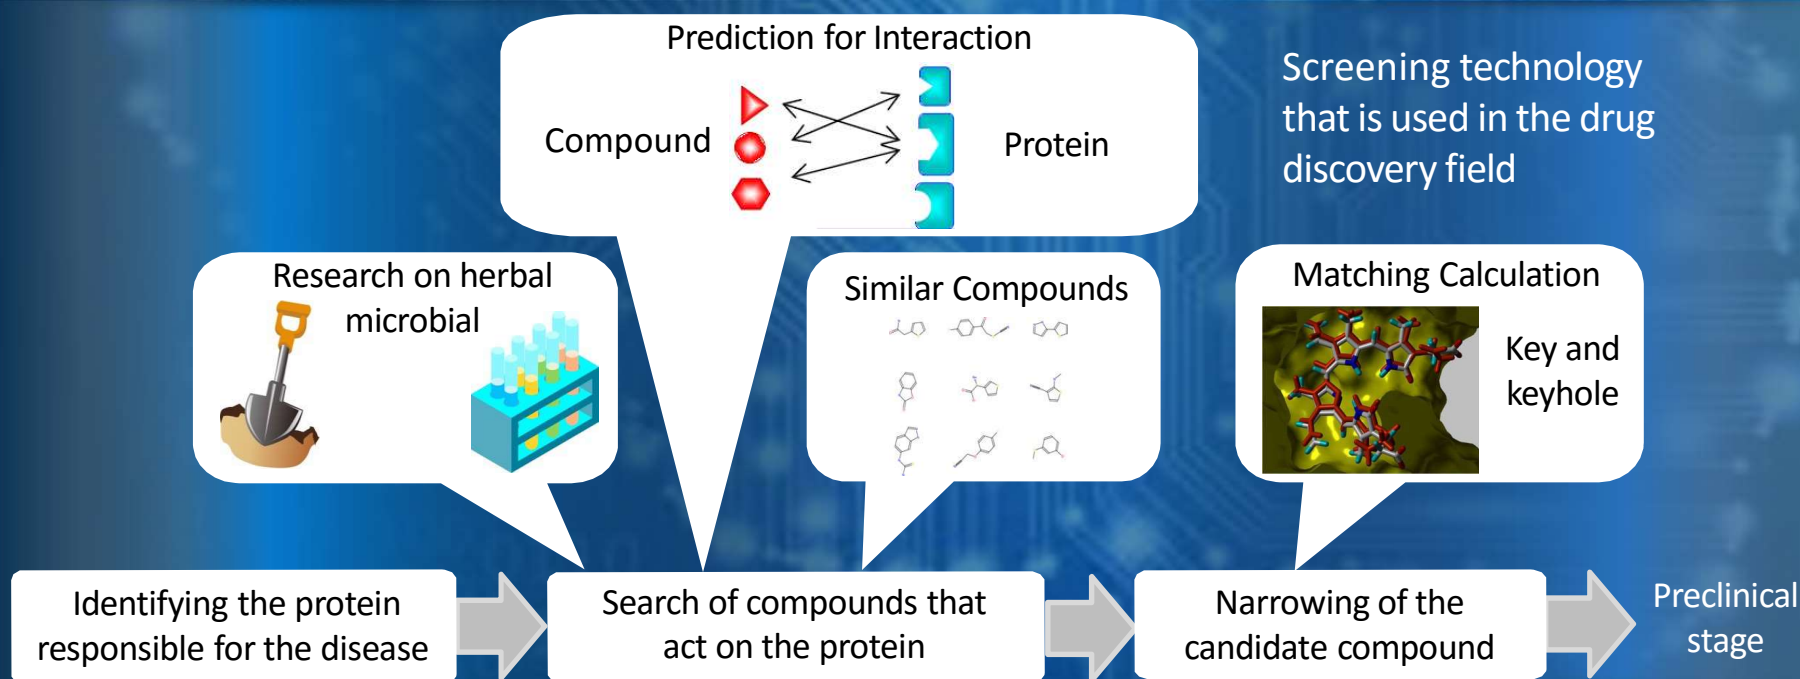 Prediction for Interaction
Compound
Protein
Screening technology
that is used in the drug
discovery field
Research on herbal
microbial
Similar Compounds
Matching Calculation
Key and
keyhole
Identifying the protein
responsible for the disease
Search of compounds that
act on the protein
Narrowing of the
candidate compound
Preclinical
stage